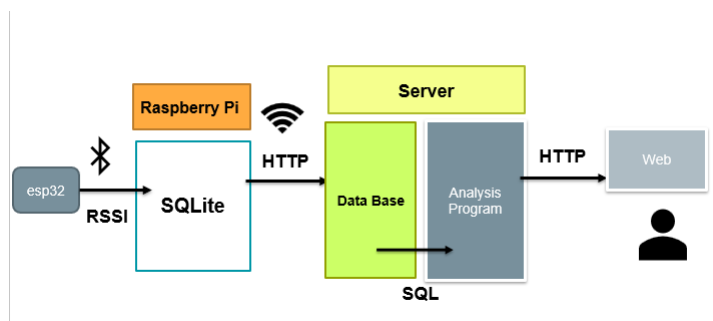 Raspberry Pi
Server
esp32
RSSI
SQLite
HTTP
Data Base
Analysis
Program
SQL
HTTP
Web